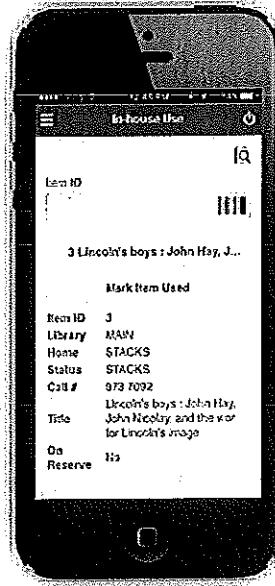 In-house Use
Item ID
3 Lincoln's boys : John Hay, J...
Mark Item Used
Item ID 3
Library MAIN
Home STACKS
Status STACKS
Call # 973.7092
Title Lincoln's boys : John Hay, John Nicolay, and the war for Lincoln's image
On Reserve No